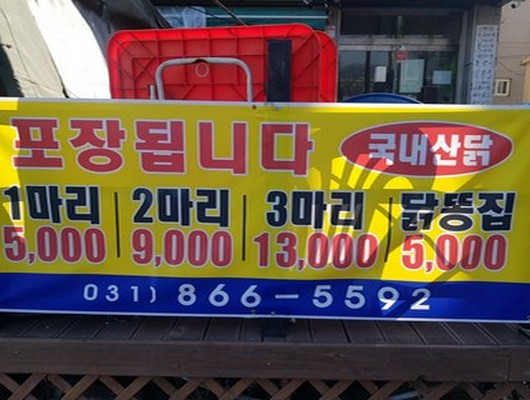 포장됩니다 국내산닭
1마리 2마리 3마리 닭똥집
5,000 9,000 13,000 5,000
031) 866-5592